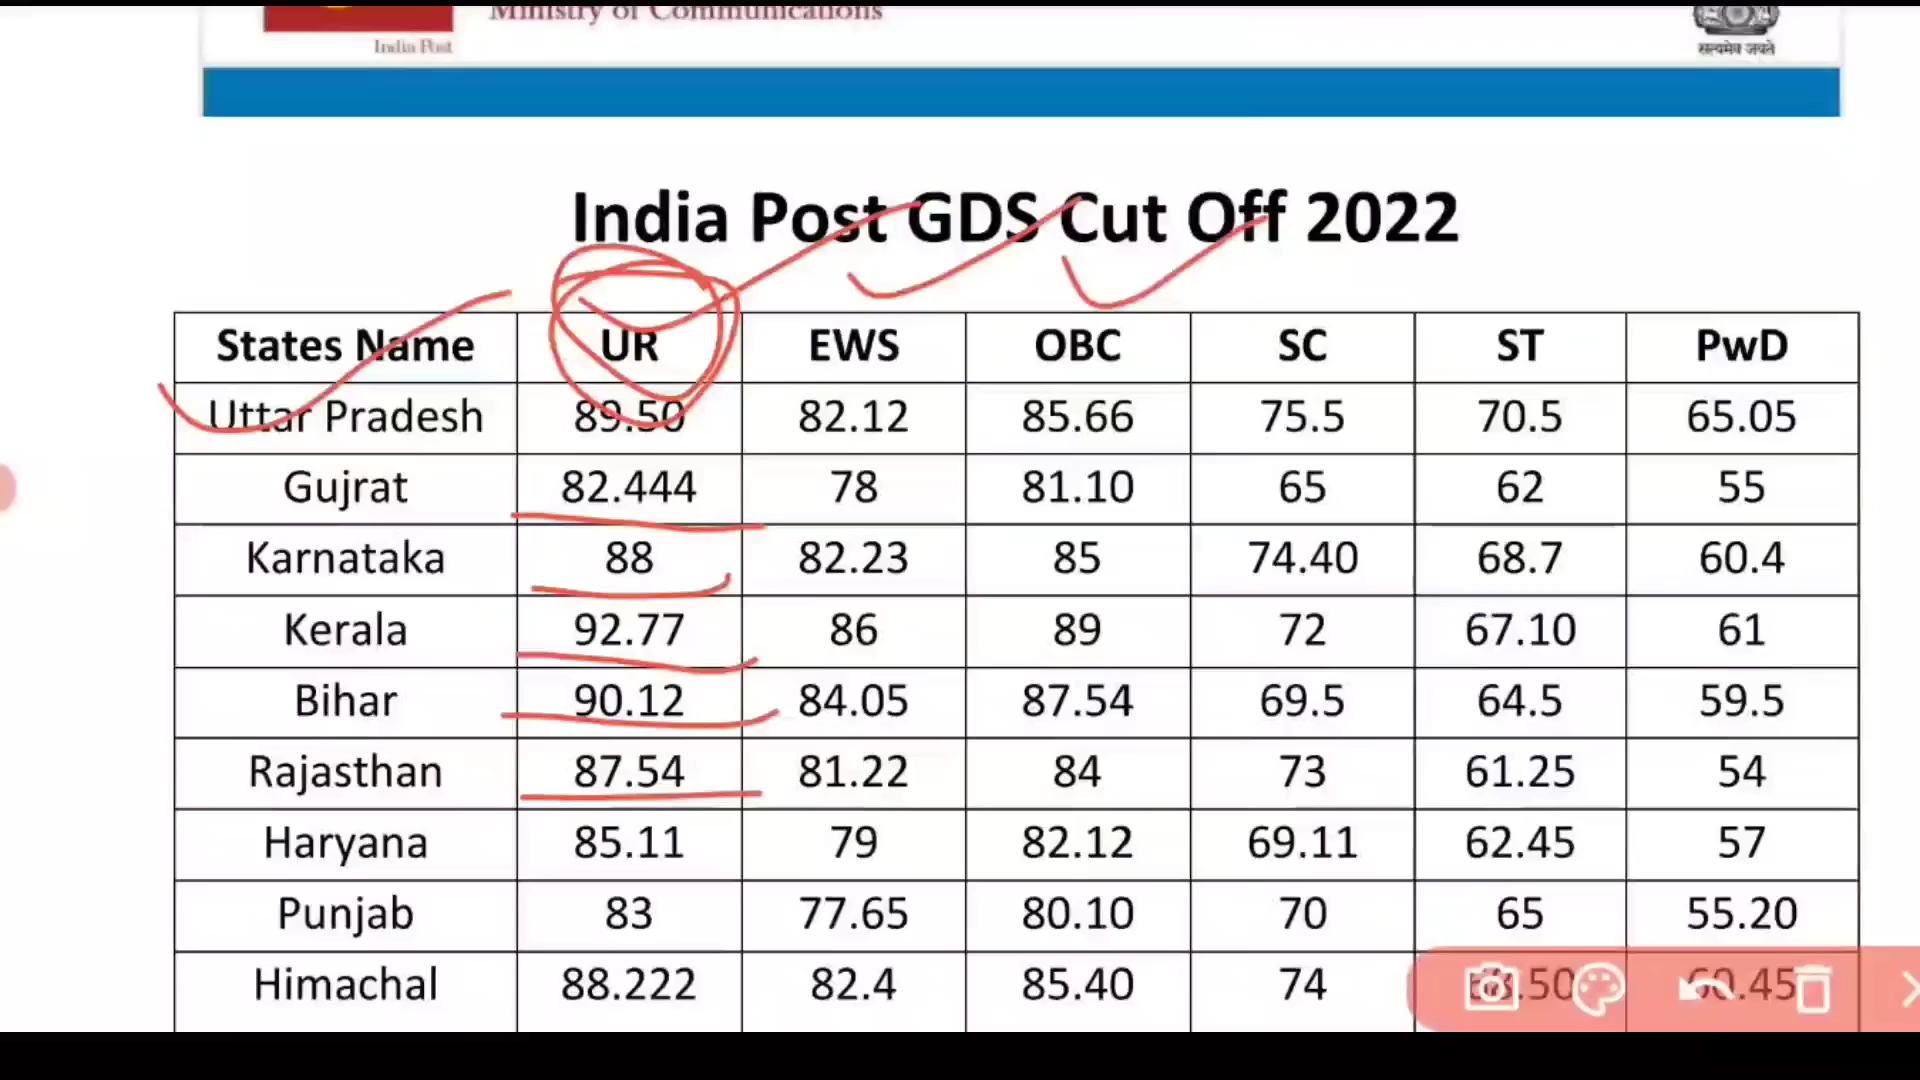 Ministry of Communications
India Post
सत्यमेव जयते
India Post GDS Cut Off 2022
States Name UR EWS OBC SC ST PwD
Uttar Pradesh 89.50 82.12 85.66 75.5 70.5 65.05
Gujrat 82.444 78 81.10 65 62 55
Karnataka 88 82.23 85 74.40 68.7 60.4
Kerala 92.77 86 89 72 67.10 61
Bihar 90.12 84.05 87.54 69.5 64.5 59.5
Rajasthan 87.54 81.22 84 73 61.25 54
Haryana 85.11 79 82.12 69.11 62.45 57
Punjab 83 77.65 80.10 70 65 55.20
Himachal 88.222 82.4 85.40 74 68.50 60.45